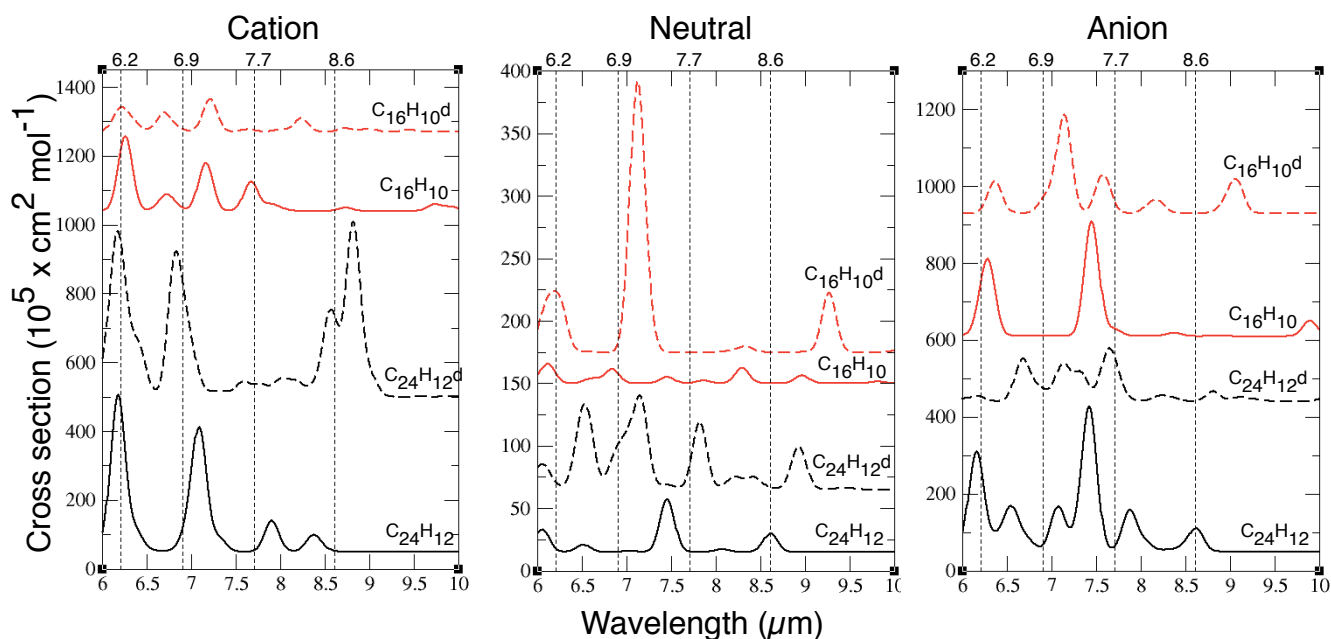 Cation Neutral Anion
6.2 6.9 7.7 8.6 6.2 6.9 7.7 8.6 6.2 6.9 7.7 8.6
Cross section (10^5 x cm^2 mol^-1)
1400
1200
1000
800
600
400
200
0
C16H10d
C16H10
C24H12d
C24H12
6 6.5 7 7.5 8 8.5 9 9.5 10
400
350
300
250
200
150
100
50
0
C16H10d
C16H10
C24H12d
C24H12
6 6.5 7 7.5 8 8.5 9 9.5 10
1200
1000
800
600
400
200
0
C16H10d
C16H10
C24H12d
C24H12
6 6.5 7 7.5 8 8.5 9 9.5 10
Wavelength (µm)